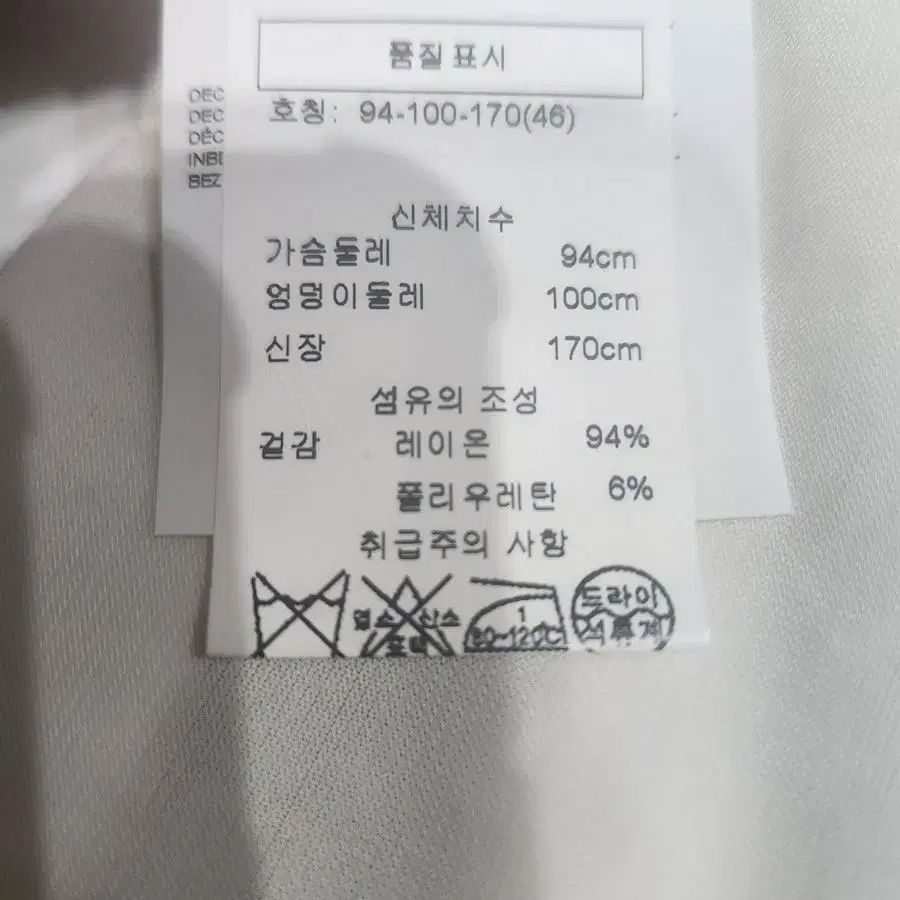 품질표시
DEC
DEC
DÉC
INBE
BEZ
호칭: 94-100-170(46)
신체치수
가슴둘레 94cm
엉덩이둘레 100cm
신장 170cm
섬유의 조성
겉감 레이온 94%
폴리우레탄 6%
취급주의 사항
염소 산소 표백
1
80~120℃
드라이
석유계